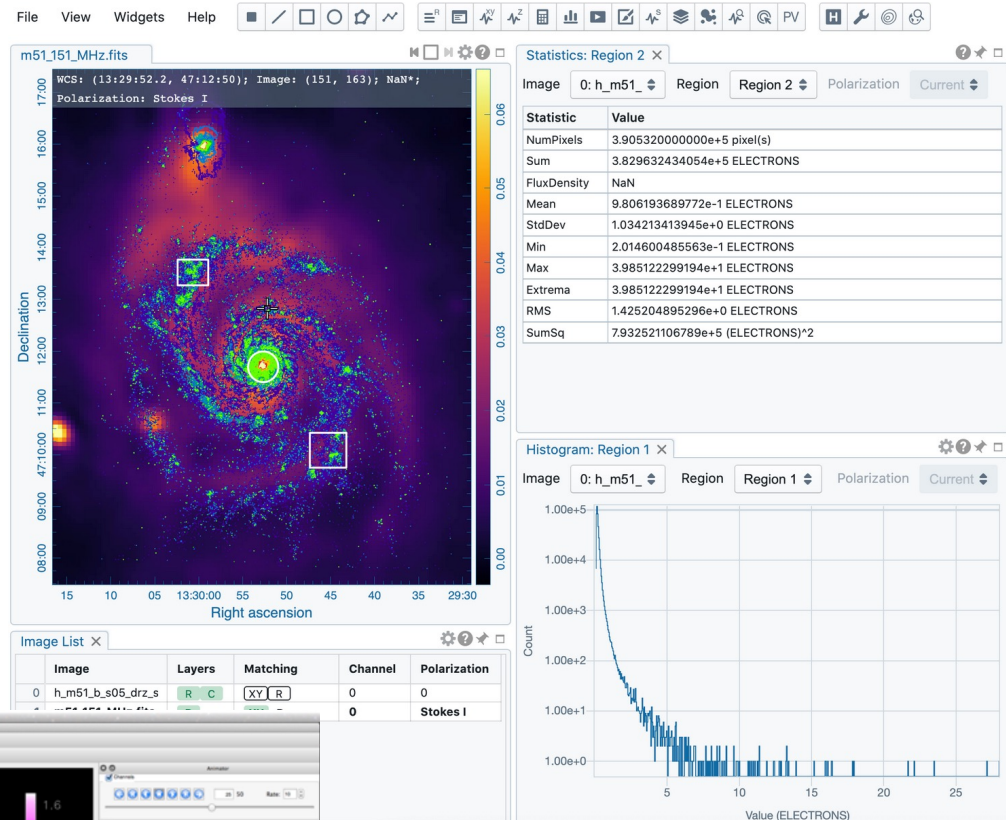 File View Widgets Help
PV
m51_151_MHz.fits
WCS: (13:29:52.2, 47:12:50); Image: (151, 163); NaN*;
Polarization: Stokes I
17:00
16:00
15:00
14:00
13:00
12:00
11:00
47:10:00
09:00
08:00
Declination
0.06
0.05
0.04
0.03
0.02
0.01
0.00
15 10 05 13:30:00 55 50 45 40 35 29:30
Right ascension
Image List
Image Layers Matching Channel Polarization
0 h_m51_b_s05_drz_s R C XY R 0 0
m51_151_MHz.fits 0 Stokes I
Animator
Channels
50 Rate: 10
1.6
Statistics: Region 2
Image 0: h_m51_ Region Region 2 Polarization Current
Statistic Value
NumPixels 3.905320000000e+5 pixel(s)
Sum 3.829632434054e+5 ELECTRONS
FluxDensity NaN
Mean 9.806193689772e-1 ELECTRONS
StdDev 1.034213413945e+0 ELECTRONS
Min 2.014600485563e-1 ELECTRONS
Max 3.985122299194e+1 ELECTRONS
Extrema 3.985122299194e+1 ELECTRONS
RMS 1.425204895296e+0 ELECTRONS
SumSq 7.932521106789e+5 (ELECTRONS)^2
Histogram: Region 1
Image 0: h_m51_ Region Region 1 Polarization Current
1.00e+5
1.00e+4
1.00e+3
1.00e+2
1.00e+1
1.00e+0
Count
5 10 15 20 25
Value (ELECTRONS)